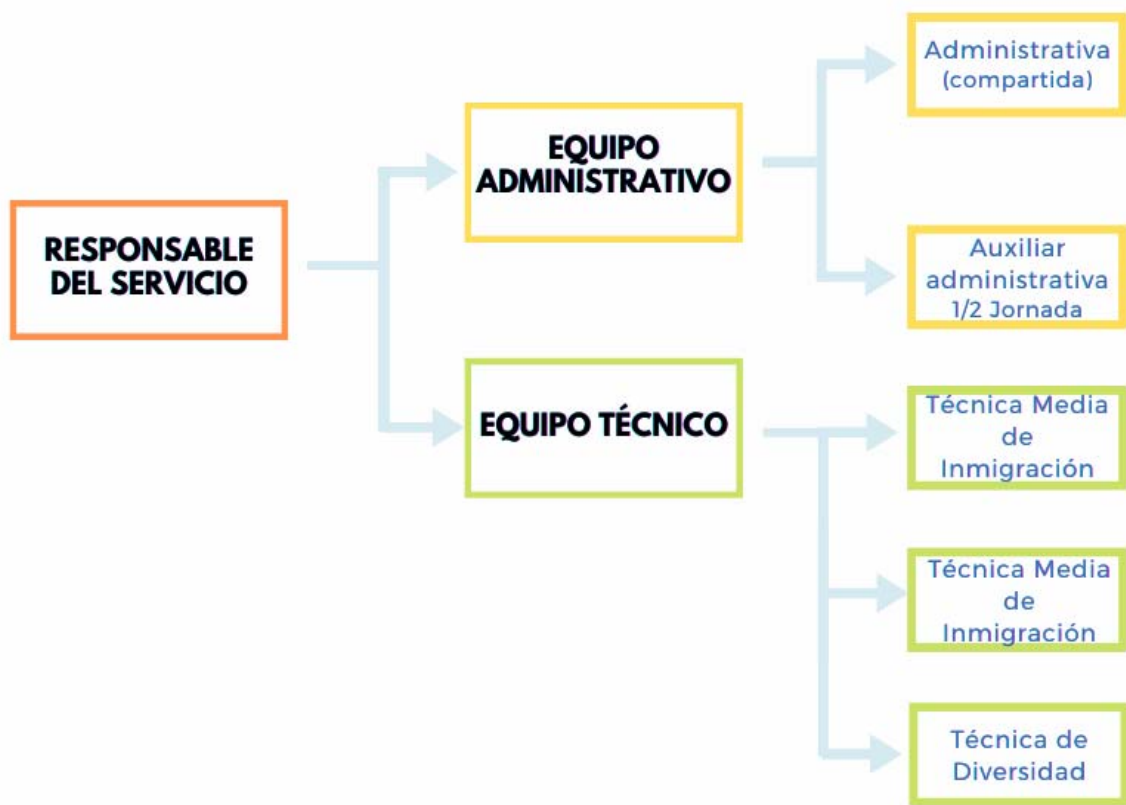 RESPONSABLE
DEL SERVICIO
EQUIPO
ADMINISTRATIVO
Administrativa
(compartida)
Auxiliar
administrativa
1/2 Jornada
EQUIPO TÉCNICO
Técnica Media
de
Inmigración
Técnica Media
de
Inmigración
Técnica de
Diversidad